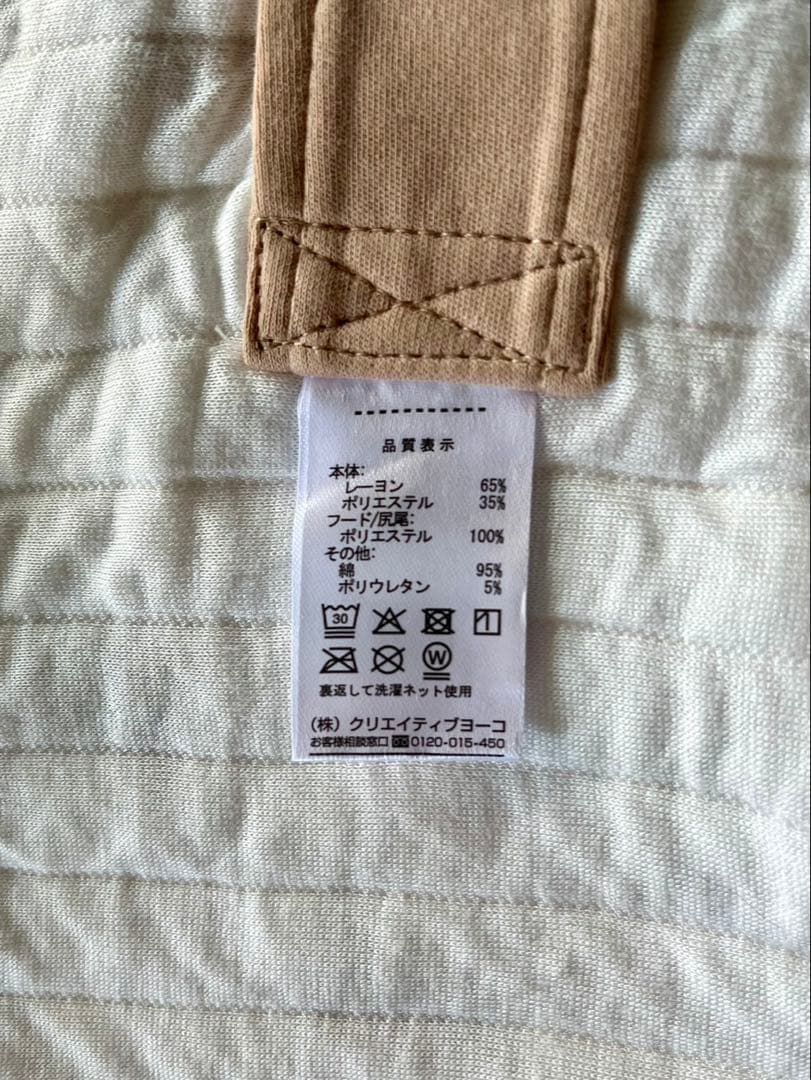 品質表示
本体:
レーヨン 65%
ポリエステル 35%
フード/尻尾:
ポリエステル 100%
その他:
綿 95%
ポリウレタン 5%
30
W
裏返して洗濯ネット使用
(株) クリエイティブヨーコ
お客様相談窓口 0120-015-450